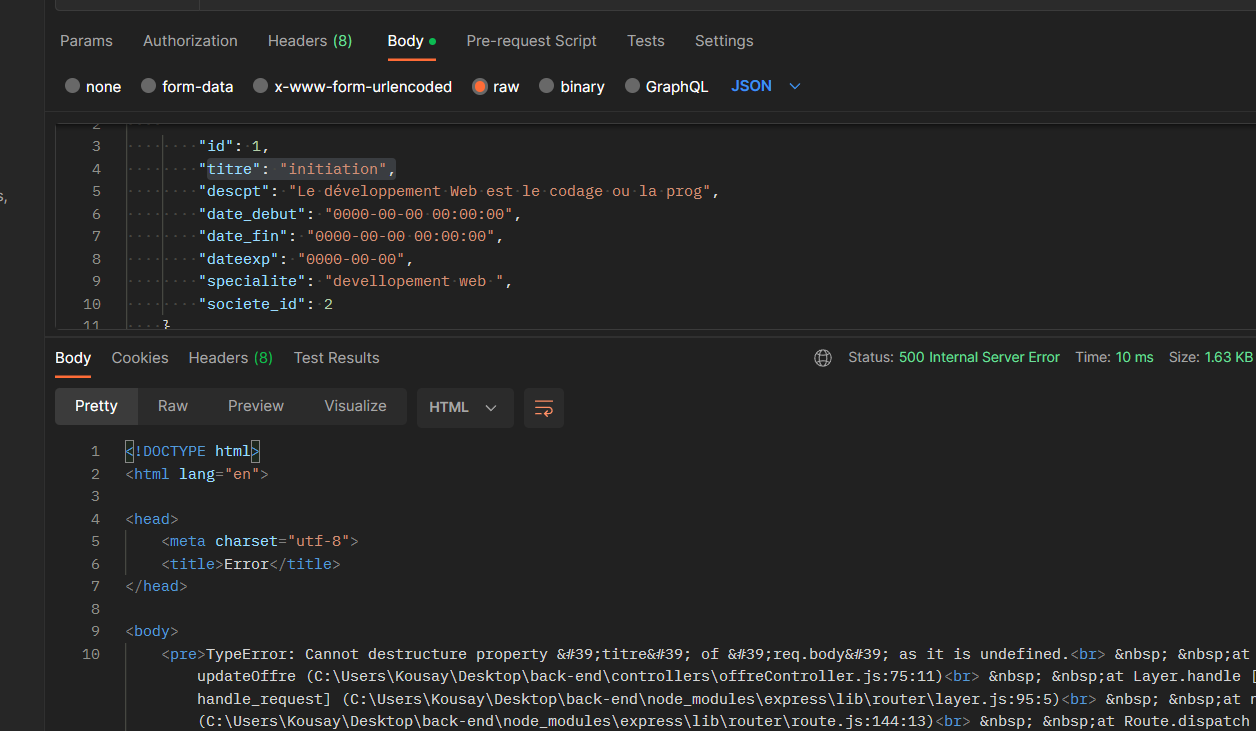 Params Authorization Headers (8) Body Pre-request Script Tests Settings
none form-data x-www-form-urlencoded raw binary GraphQL JSON
2
3 "id": 1,
4 "titre": "initiation",
s,
5 "descpt": "Le développement Web est le codage ou la prog",
6 "date_debut": "0000-00-00 00:00:00",
7 "date_fin": "0000-00-00 00:00:00",
8 "dateexp": "0000-00-00",
9 "specialite": "devellopement web ",
10 "societe_id": 2
11 }
Body Cookies Headers (8) Test Results Status: 500 Internal Server Error Time: 10 ms Size: 1.63 KB
Pretty Raw Preview Visualize HTML
1 <!DOCTYPE html>
2 <html lang="en">
3
4 <head>
5 <meta charset="utf-8">
6 <title>Error</title>
7 </head>
8
9 <body>
10 <pre>TypeError: Cannot destructure property &#39;titre&#39; of &#39;req.body&#39; as it is undefined.<br> &nbsp; &nbsp;at
updateOffre (C:\Users\Kousay\Desktop\back-end\controllers\offreController.js:75:11)<br> &nbsp; &nbsp;at Layer.handle [
handle_request] (C:\Users\Kousay\Desktop\back-end\node_modules\express\lib\router\layer.js:95:5)<br> &nbsp; &nbsp;at
(C:\Users\Kousay\Desktop\back-end\node_modules\express\lib\router\route.js:144:13)<br> &nbsp; &nbsp;at Route.dispatch